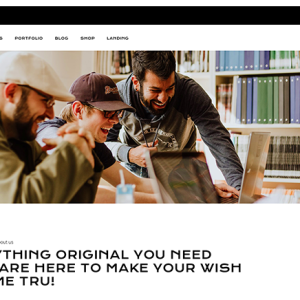 S PORTFOLIO BLOG SHOP LANDING
out us
YTHING ORIGINAL YOU NEED
ARE HERE TO MAKE YOUR WISH
ME TRU!